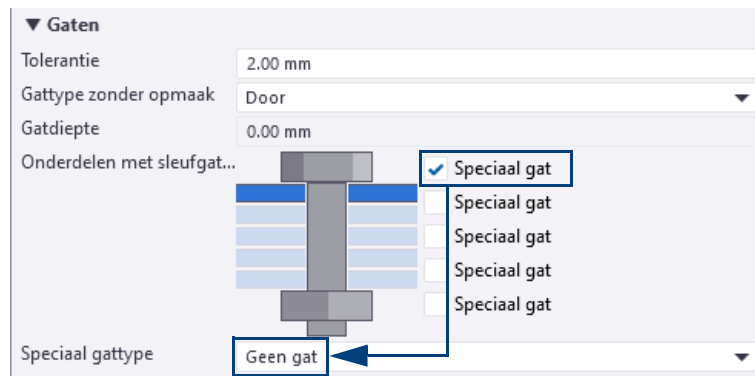 Gaten
Tolerantie 2.00 mm
Gattype zonder opmaak Door
Gatdiepte 0.00 mm
Onderdelen met sleufgat... Speciaal gat
Speciaal gat
Speciaal gat
Speciaal gat
Speciaal gat
Speciaal gattype Geen gat